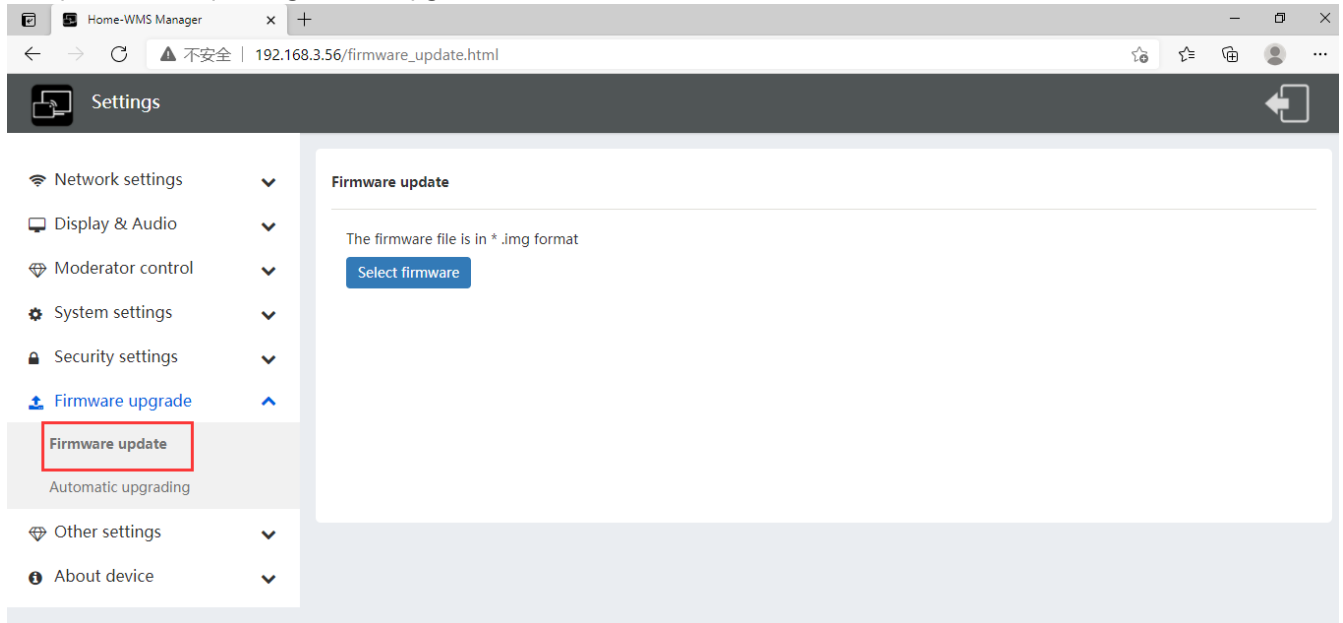 Home-WMS Manager
不安全 | 192.168.3.56/firmware_update.html
Settings
Network settings
Display & Audio
Moderator control
System settings
Security settings
Firmware upgrade
Firmware update
Automatic upgrading
Other settings
About device
Firmware update
The firmware file is in * .img format
Select firmware